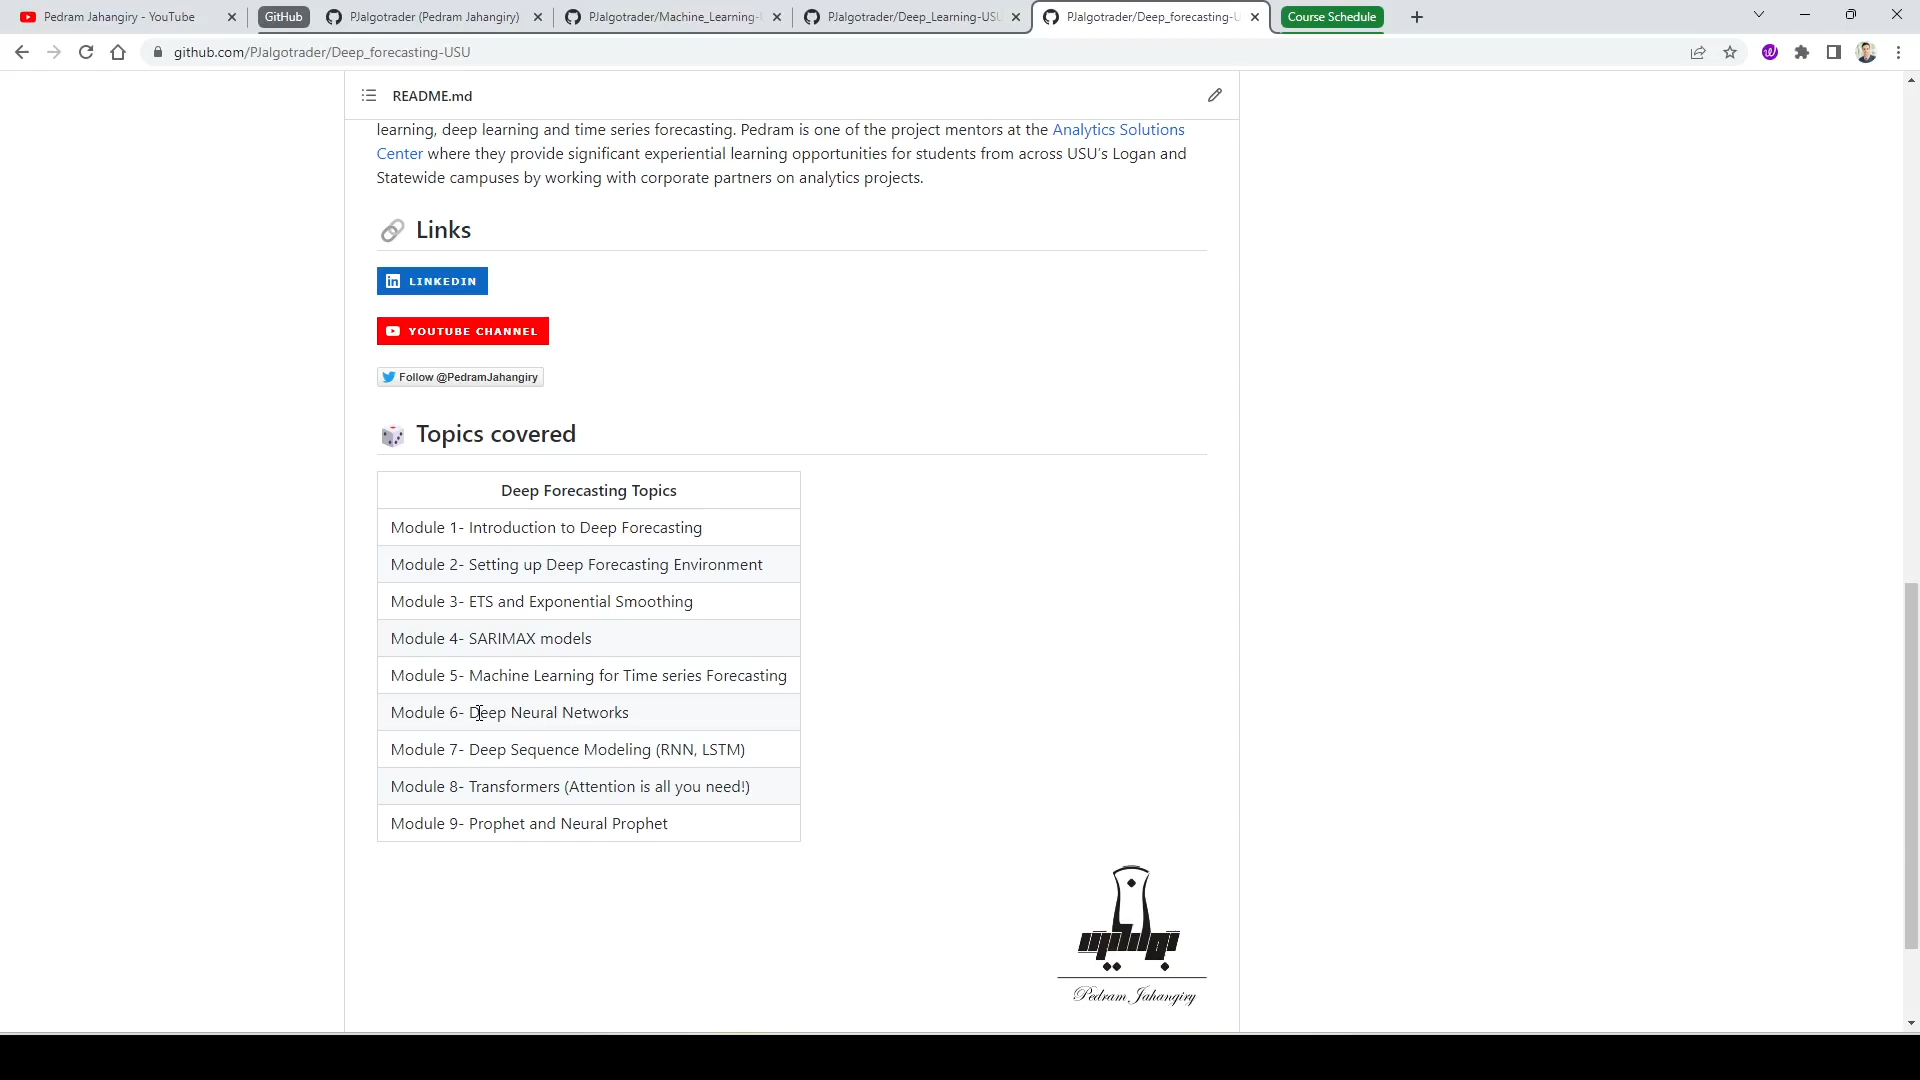 Pedram Jahangiry - YouTube
GitHub
PJalgotrader (Pedram Jahangiry)
PJalgotrader/Machine_Learning-
PJalgotrader/Deep_Learning-US
PJalgotrader/Deep_forecasting-U
Course Schedule
github.com/PJalgotrader/Deep_forecasting-USU
README.md
learning, deep learning and time series forecasting. Pedram is one of the project mentors at the Analytics Solutions
Center where they provide significant experiential learning opportunities for students from across USU's Logan and
Statewide campuses by working with corporate partners on analytics projects.
Links
LINKEDIN
YOUTUBE CHANNEL
Follow @PedramJahangiry
Topics covered
Deep Forecasting Topics
Module 1- Introduction to Deep Forecasting
Module 2- Setting up Deep Forecasting Environment
Module 3- ETS and Exponential Smoothing
Module 4- SARIMAX models
Module 5- Machine Learning for Time series Forecasting
Module 6- Deep Neural Networks
Module 7- Deep Sequence Modeling (RNN, LSTM)
Module 8- Transformers (Attention is all you need!)
Module 9- Prophet and Neural Prophet
Pedram Jahangiry